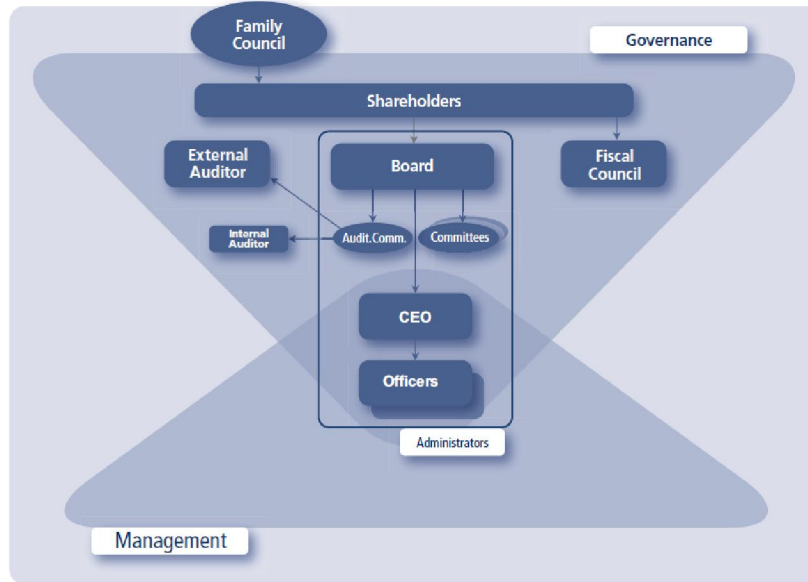 Family
Council
Governance
Shareholders
External
Auditor
Board
Fiscal
Council
Internal
Auditor
Audit.Comm.
Committees
CEO
Officers
Administrators
Management